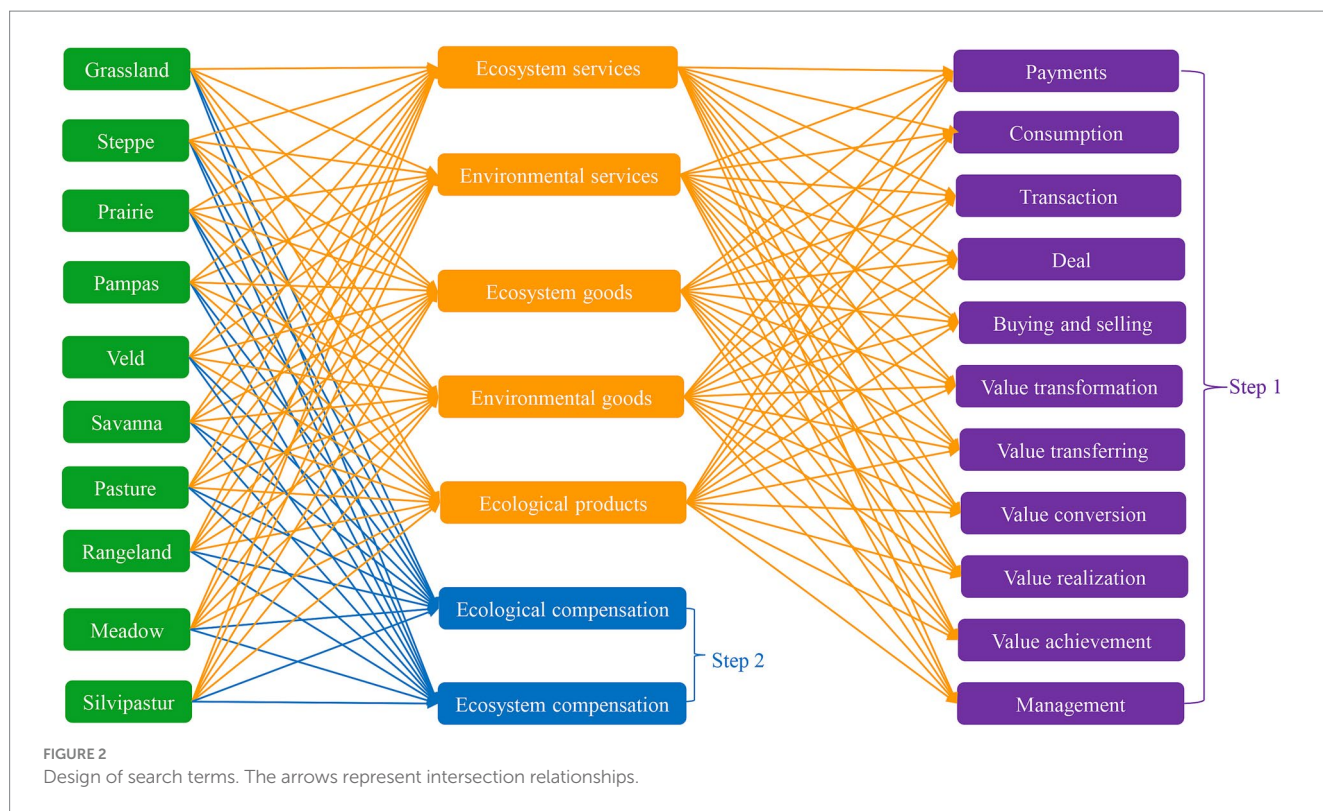 Grassland
Steppe
Prairie
Pampas
Veld
Savanna
Pasture
Rangeland
Meadow
Silvipastur
Ecosystem services
Environmental services
Ecosystem goods
Environmental goods
Ecological products
Ecological compensation
Ecosystem compensation
Step 2
Payments
Consumption
Transaction
Deal
Buying and selling
Value transformation
Value transferring
Value conversion
Value realization
Value achievement
Management
Step 1
FIGURE 2
Design of search terms. The arrows represent intersection relationships.